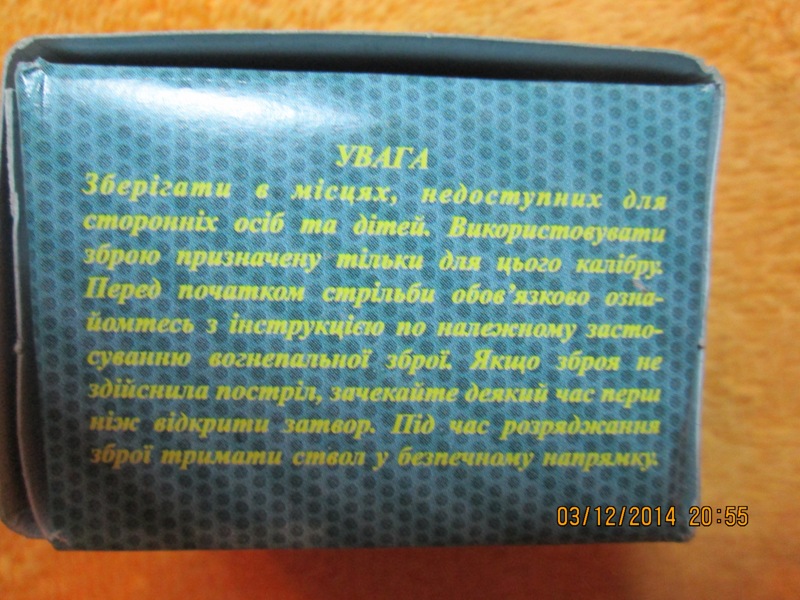 УВАГА
Зберігати в місцях, недоступних для
сторонніх осіб та дітей. Використовувати
зброю призначену тільки для цього калібру.
Перед початком стрільби обов'язково озна-
йомтесь з інструкцією по належному засто-
суванню вогнепальної зброї. Якщо зброя не
здійснила постріл, зачекайте деякий час перш
ніж відкрити затвор. Під час розряджання
зброї тримати ствол у безпечному напрямку.
03/12/2014 20:55